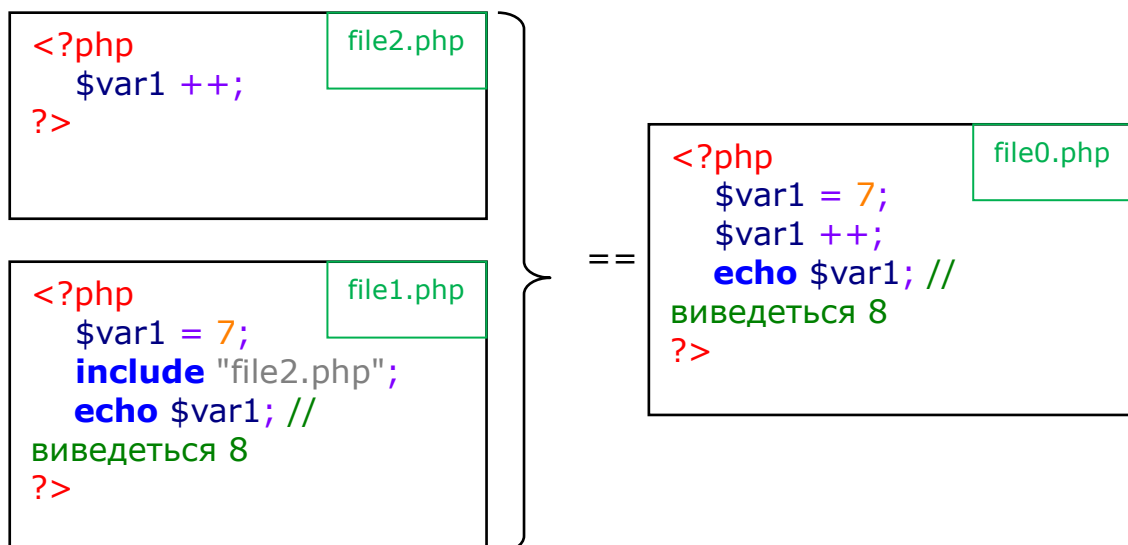 <?php
file2.php
$var1 ++;
?>
<?php
file1.php
$var1 = 7;
include "file2.php";
echo $var1; //
виведеться 8
?>
==
<?php
file0.php
$var1 = 7;
$var1 ++;
echo $var1; //
виведеться 8
?>